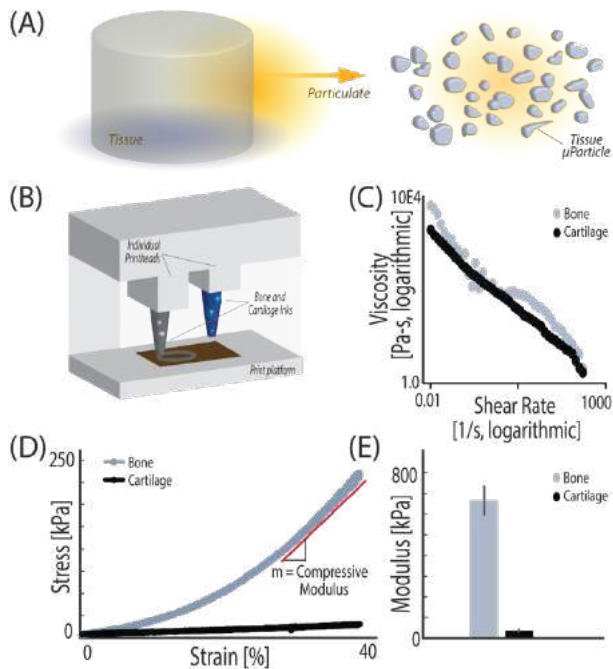 (A)
Tissue
Particulate
Tissue
µParticle
(B)
Individual
Printheads
Bone and
Cartilage Inks
Print platform
(C)
10E4
Bone
Cartilage
Viscosity
[Pa-s, logarithmic]
1.0
0.01
1000
Shear Rate
[1/s, logarithmic]
(D)
250
Bone
Cartilage
Stress [kPa]
m = Compressive
Modulus
0
0
40
Strain [%]
(E)
800
Bone
Cartilage
Modulus [kPa]
0